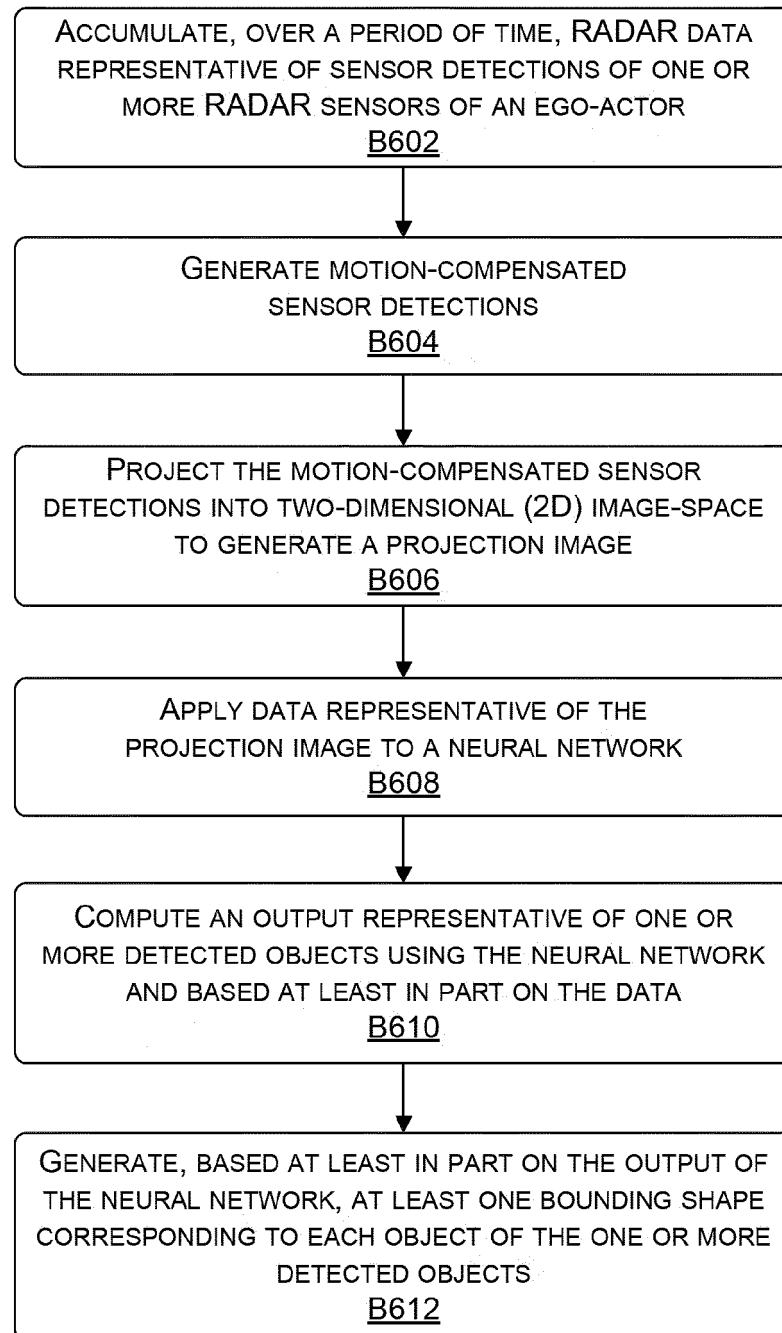 ACCUMULATE, OVER A PERIOD OF TIME, RADAR DATA
REPRESENTATIVE OF SENSOR DETECTIONS OF ONE OR
MORE RADAR SENSORS OF AN EGO-ACTOR
B602
GENERATE MOTION-COMPENSATED
SENSOR DETECTIONS
B604
PROJECT THE MOTION-COMPENSATED SENSOR
DETECTIONS INTO TWO-DIMENSIONAL (2D) IMAGE-SPACE
TO GENERATE A PROJECTION IMAGE
B606
APPLY DATA REPRESENTATIVE OF THE
PROJECTION IMAGE TO A NEURAL NETWORK
B608
COMPUTE AN OUTPUT REPRESENTATIVE OF ONE OR
MORE DETECTED OBJECTS USING THE NEURAL NETWORK
AND BASED AT LEAST IN PART ON THE DATA
B610
GENERATE, BASED AT LEAST IN PART ON THE OUTPUT OF
THE NEURAL NETWORK, AT LEAST ONE BOUNDING SHAPE
CORRESPONDING TO EACH OBJECT OF THE ONE OR MORE
DETECTED OBJECTS
B612